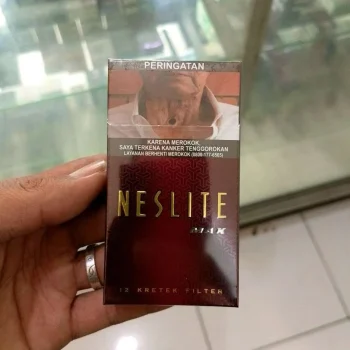 PERINGATAN
KARENA MEROKOK,
SAYA TERKENA KANKER TENGGOROKAN
LAYANAN BERHENTI MEROKOK (0800-177-6565)
NESLITE
MAX
12 KRETEK FILTER